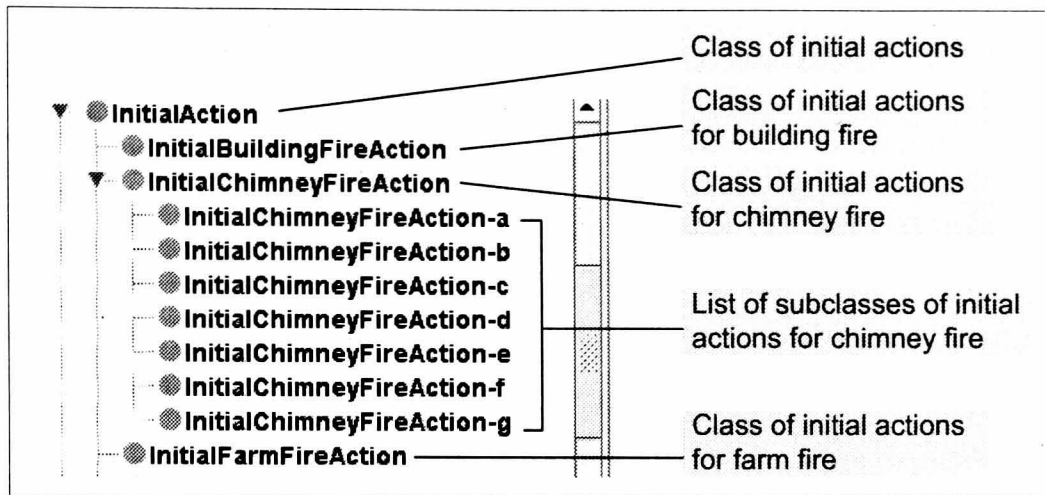 InitialAction
InitialBuildingFireAction
InitialChimneyFireAction
InitialChimneyFireAction-a
InitialChimneyFireAction-b
InitialChimneyFireAction-c
InitialChimneyFireAction-d
InitialChimneyFireAction-e
InitialChimneyFireAction-f
InitialChimneyFireAction-g
InitialFarmFireAction
Class of initial actions
Class of initial actions
for building fire
Class of initial actions
for chimney fire
List of subclasses of initial
actions for chimney fire
Class of initial actions
for farm fire